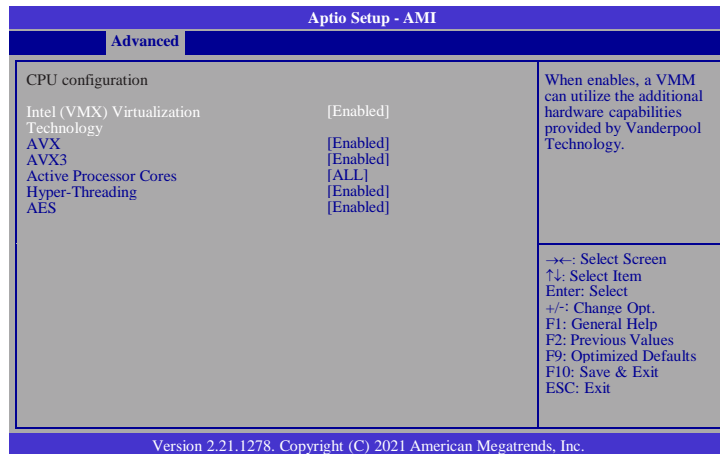 Aptio Setup - AMI
Advanced
CPU configuration
Intel (VMX) Virtualization [Enabled]
Technology
AVX [Enabled]
AVX3 [Enabled]
Active Processor Cores [ALL]
Hyper-Threading [Enabled]
AES [Enabled]
When enables, a VMM
can utilize the additional
hardware capabilities
provided by Vanderpool
Technology.
→←: Select Screen
↑↓: Select Item
Enter: Select
+/-: Change Opt.
F1: General Help
F2: Previous Values
F9: Optimized Defaults
F10: Save & Exit
ESC: Exit
Version 2.21.1278. Copyright (C) 2021 American Megatrends, Inc.